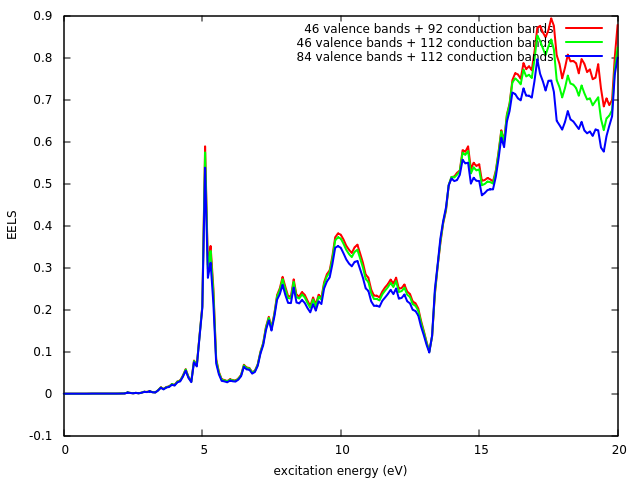 0.9
0.8
0.7
0.6
0.5
0.4
0.3
0.2
0.1
0
-0.1
EELS
46 valence bands + 92 conduction bands
46 valence bands + 112 conduction bands
84 valence bands + 112 conduction bands
0 5 10 15 20
excitation energy (eV)